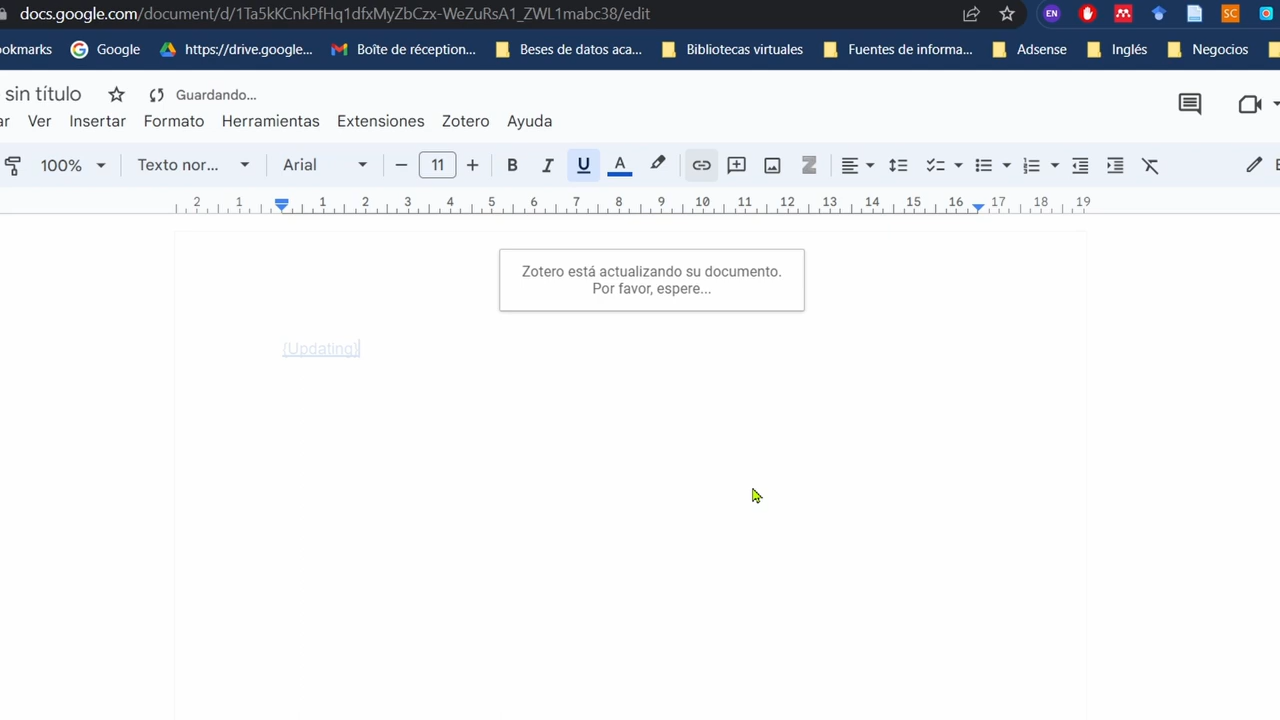 docs.google.com/document/d/1Ta5kKCnkPfHq1dfxMyZbCzx-WeZuRsA1_ZWL1mabc38/edit
EN
SC
ookmarks Google https://drive.google... Boîte de réception... Beses de datos aca... Bibliotecas virtuales Fuentes de informa... Adsense Inglés Negocios
sin título Guardando...
ar Ver Insertar Formato Herramientas Extensiones Zotero Ayuda
100% Texto nor... Arial 11 B I U A Z
2 1 1 2 3 4 5 6 7 8 9 10 11 12 13 14 15 16 17 18 19
Zotero está actualizando su documento.
Por favor, espere...
{Updating}